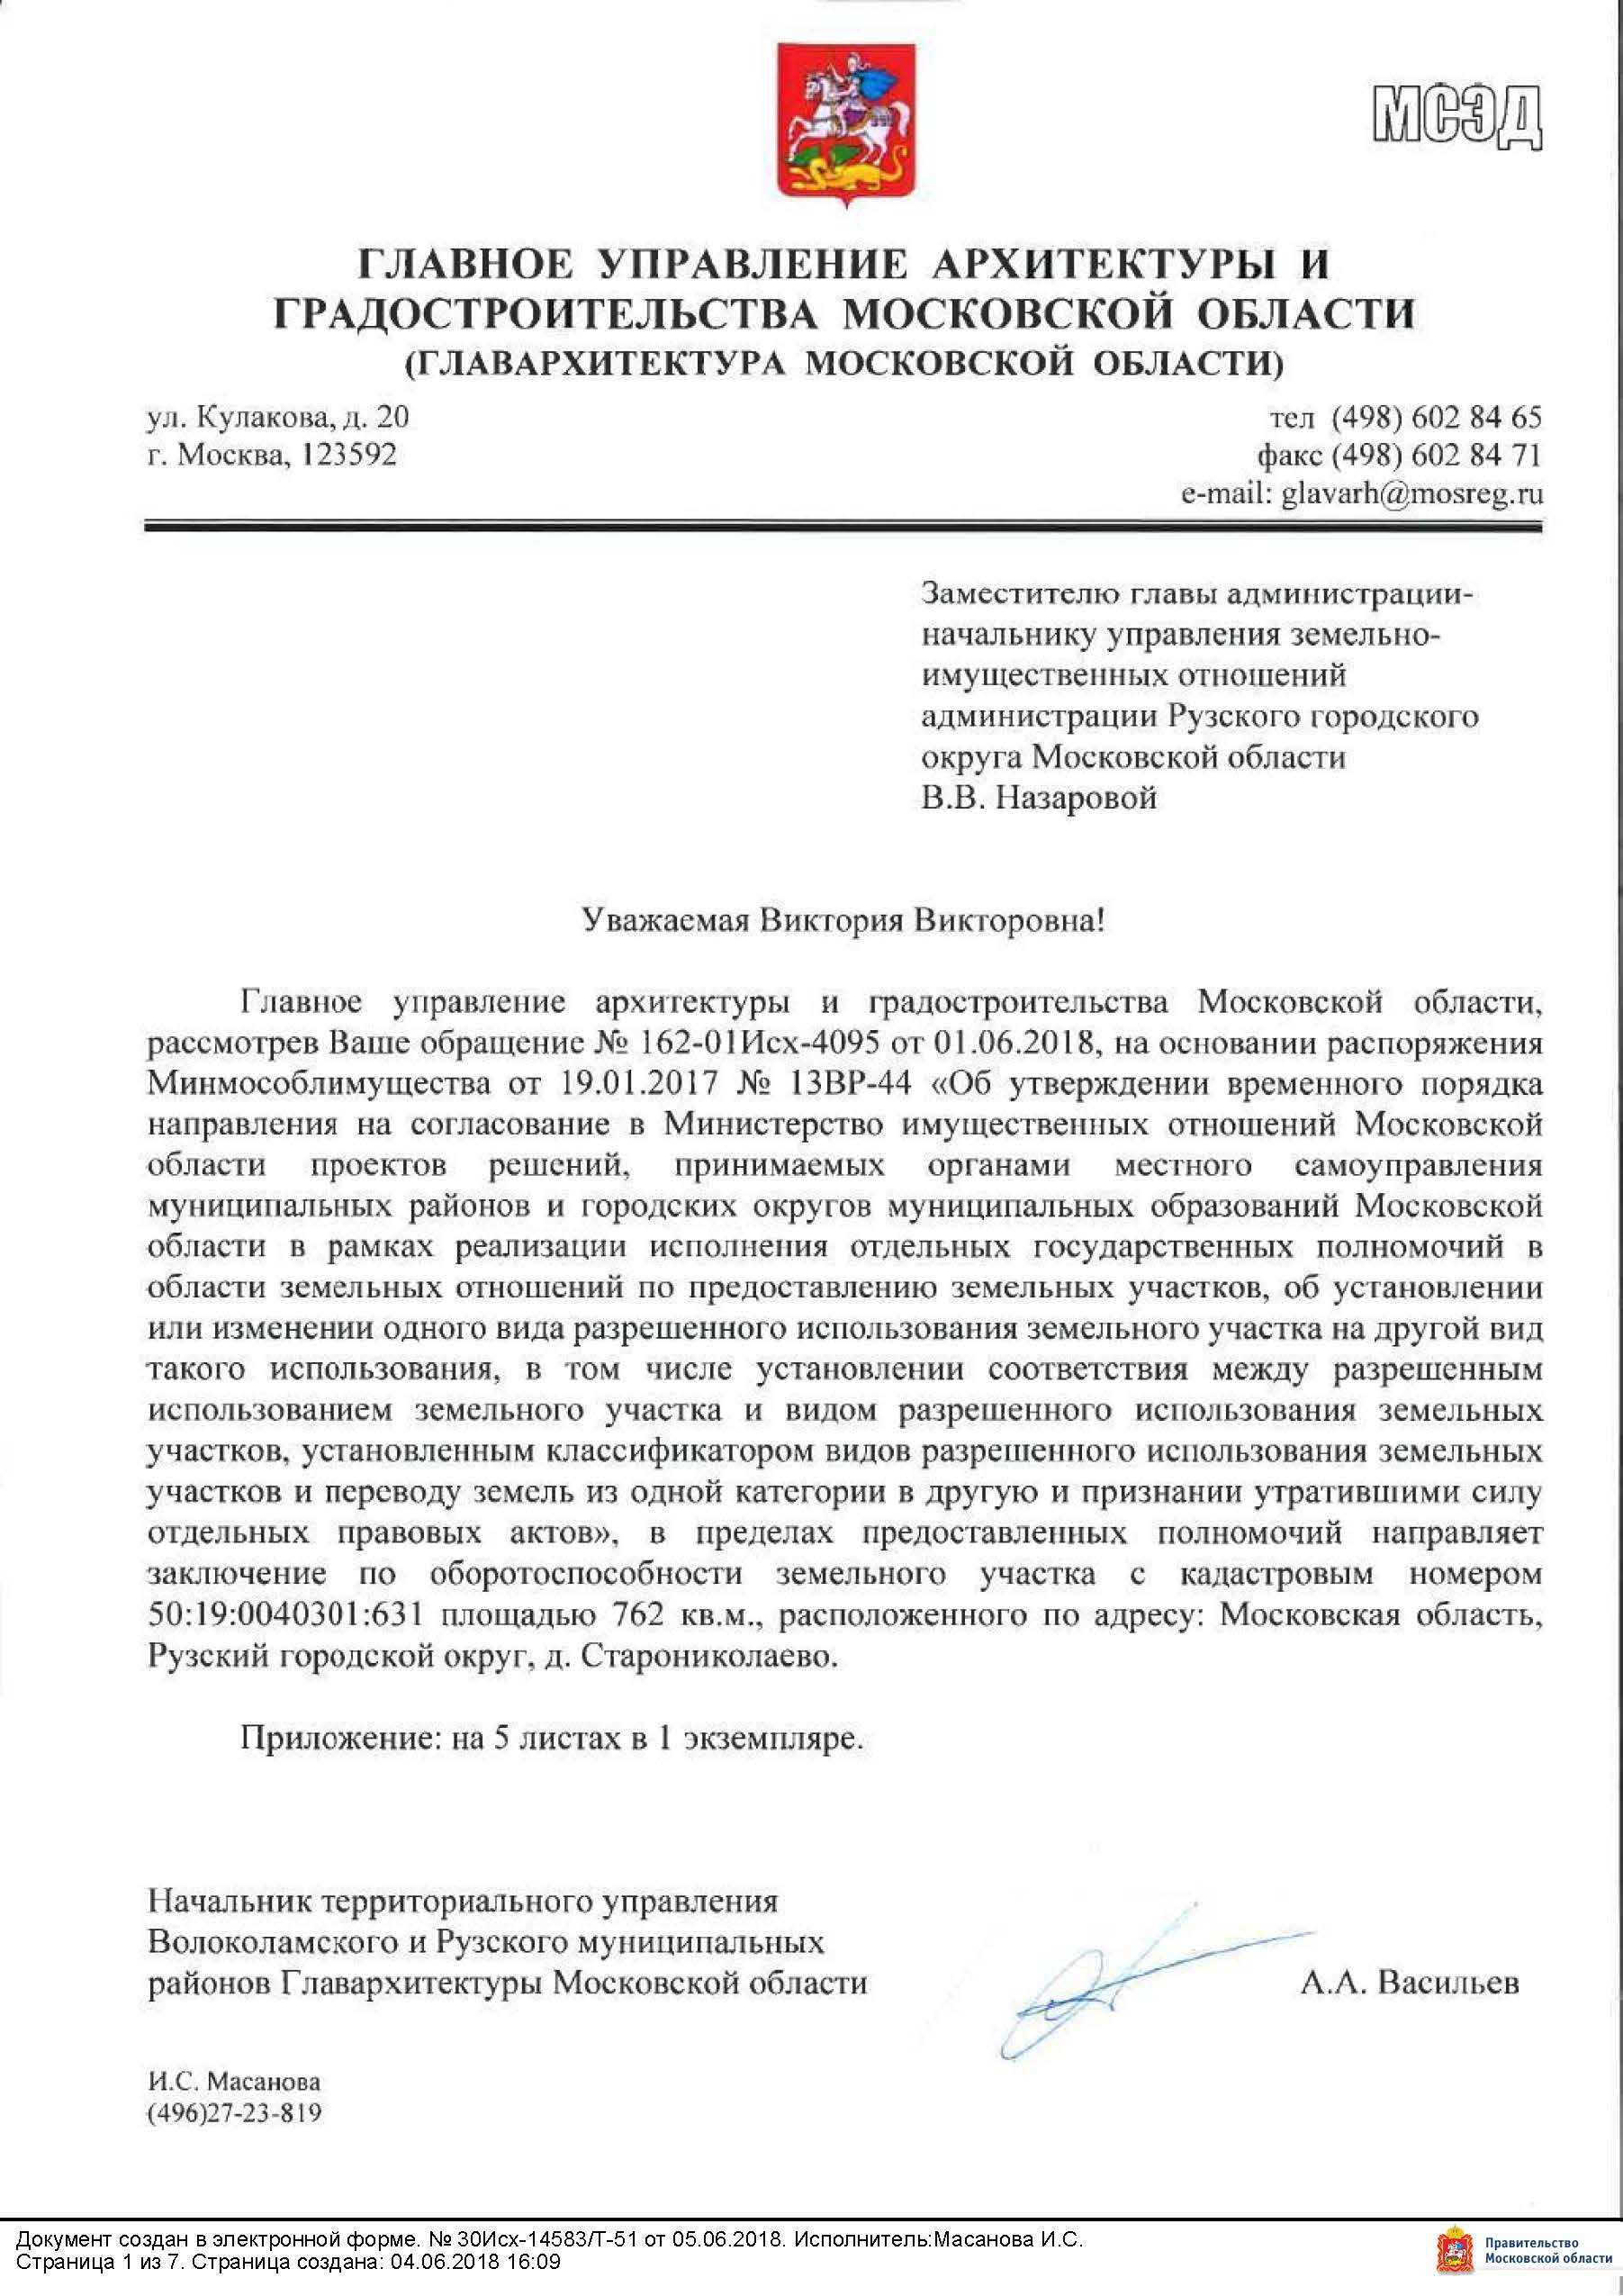 МСЭД
ГЛАВНОЕ УПРАВЛЕНИЕ АРХИТЕКТУРЫ И
ГРАДОСТРОИТЕЛЬСТВА МОСКОВСКОЙ ОБЛАСТИ
(ГЛАВАРХИТЕКТУРА МОСКОВСКОЙ ОБЛАСТИ)
ул. Кулакова, д. 20
г. Москва, 123592
тел (498) 602 84 65
факс (498) 602 84 71
e-mail: glavarh@mosreg.ru
Заместителю главы администрации-
начальнику управления земельно-
имущественных отношений
администрации Рузского городского
округа Московской области
В.В. Назаровой
Уважаемая Виктория Викторовна!
Главное управление архитектуры и градостроительства Московской области,
рассмотрев Ваше обращение № 162-01Исх-4095 от 01.06.2018, на основании распоряжения
Минмособлимущества от 19.01.2017 № 13ВР-44 «Об утверждении временного порядка
направления на согласование в Министерство имущественных отношений Московской
области проектов решений, принимаемых органами местного самоуправления
муниципальных районов и городских округов муниципальных образований Московской
области в рамках реализации исполнения отдельных государственных полномочий в
области земельных отношений по предоставлению земельных участков, об установлении
или изменении одного вида разрешенного использования земельного участка на другой вид
такого использования, в том числе установлении соответствия между разрешенным
использованием земельного участка и видом разрешенного использования земельных
участков, установленным классификатором видов разрешенного использования земельных
участков и переводу земель из одной категории в другую и признании утратившими силу
отдельных правовых актов», в пределах предоставленных полномочий направляет
заключение по оборотоспособности земельного участка с кадастровым номером
50:19:0040301:631 площадью 762 кв.м., расположенного по адресу: Московская область,
Рузский городской округ, д. Старониколаево.
Приложение: на 5 листах в 1 экземпляре.
Начальник территориального управления
Волоколамского и Рузского муниципальных
районов Главархитектуры Московской области
А.А. Васильев
И.С. Масанова
(496)27-23-819
Документ создан в электронной форме. № 30Исх-14583/Т-51 от 05.06.2018. Исполнитель:Масанова И.С.
Страница 1 из 7. Страница создана: 04.06.2018 16:09
Правительство
Московской области